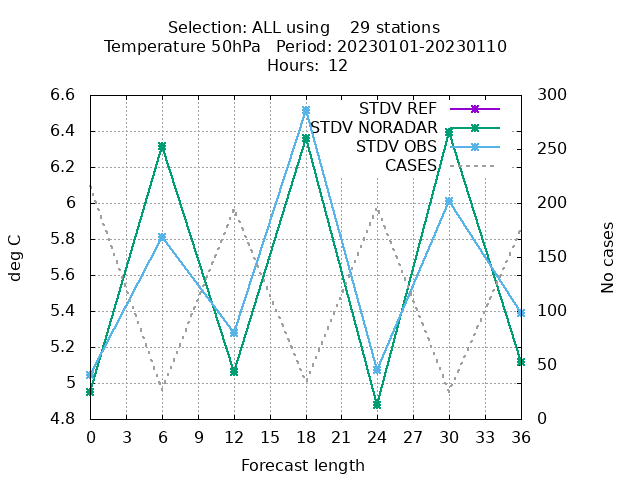 Selection: ALL using    29 stations
Temperature 50hPa   Period: 20230101-20230110
Hours: 12
deg C
No cases
6.6
6.4
6.2
6
5.8
5.6
5.4
5.2
5
4.8
300
250
200
150
100
50
0
STDV REF
STDV NORADAR
STDV OBS
CASES
0 3 6 9 12 15 18 21 24 27 30 33 36
Forecast length